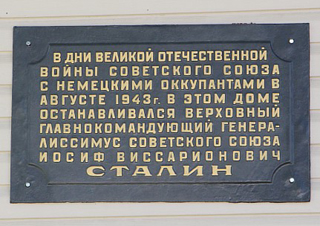 В ДНИ ВЕЛИКОЙ ОТЕЧЕСТВЕННОЙ
ВОЙНЫ СОВЕТСКОГО СОЮЗА
С НЕМЕЦКИМИ ОККУПАНТАМИ В
АВГУСТЕ 1943г. В ЭТОМ ДОМЕ
ОСТАНАВЛИВАЛСЯ ВЕРХОВНЫЙ
ГЛАВНОКОМАНДУЮЩИЙ ГЕНЕРА-
ЛИССИМУС СОВЕТСКОГО СОЮЗА
ИОСИФ ВИССАРИОНОВИЧ
СТАЛИН